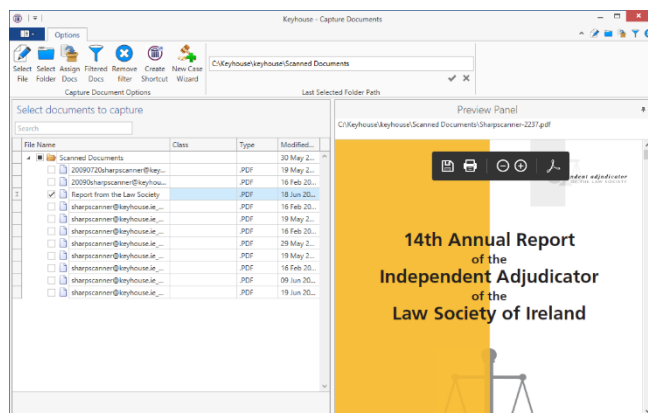 Keyhouse - Capture Documents
Options
Select File
Select Folder
Assign Docs
Filtered Docs
Remove filter
Create Shortcut
New Case Wizard
Capture Document Options
C:\Keyhouse\keyhouse\Scanned Documents
Last Selected Folder Path
Select documents to capture
Search
File Name Class Type Modified...
Scanned Documents 30 May 2...
20090720sharpscanner@key... .PDF 19 May 2...
20090sharpscanner@keyhou... .PDF 16 Feb 20...
Report from the Law Society .PDF 18 Jun 20...
sharpscanner@keyhouse.ie_... .PDF 16 Feb 20...
sharpscanner@keyhouse.ie_... .PDF 19 May 2...
sharpscanner@keyhouse.ie_... .PDF 16 Feb 20...
sharpscanner@keyhouse.ie_... .PDF 29 May 2...
sharpscanner@keyhouse.ie_... .PDF 19 May 2...
sharpscanner@keyhouse.ie_... .PDF 16 Feb 20...
sharpscanner@keyhouse.ie_... .PDF 09 Jun 20...
sharpscanner@keyhouse.ie_... .PDF 19 Jun 20...
Preview Panel
C:\Keyhouse\keyhouse\Scanned Documents\Sharpscanner-2237.pdf
ndent adjudicator
OF THE LAW SOCIETY
14th Annual Report
of the
Independent Adjudicator
of the
Law Society of Ireland